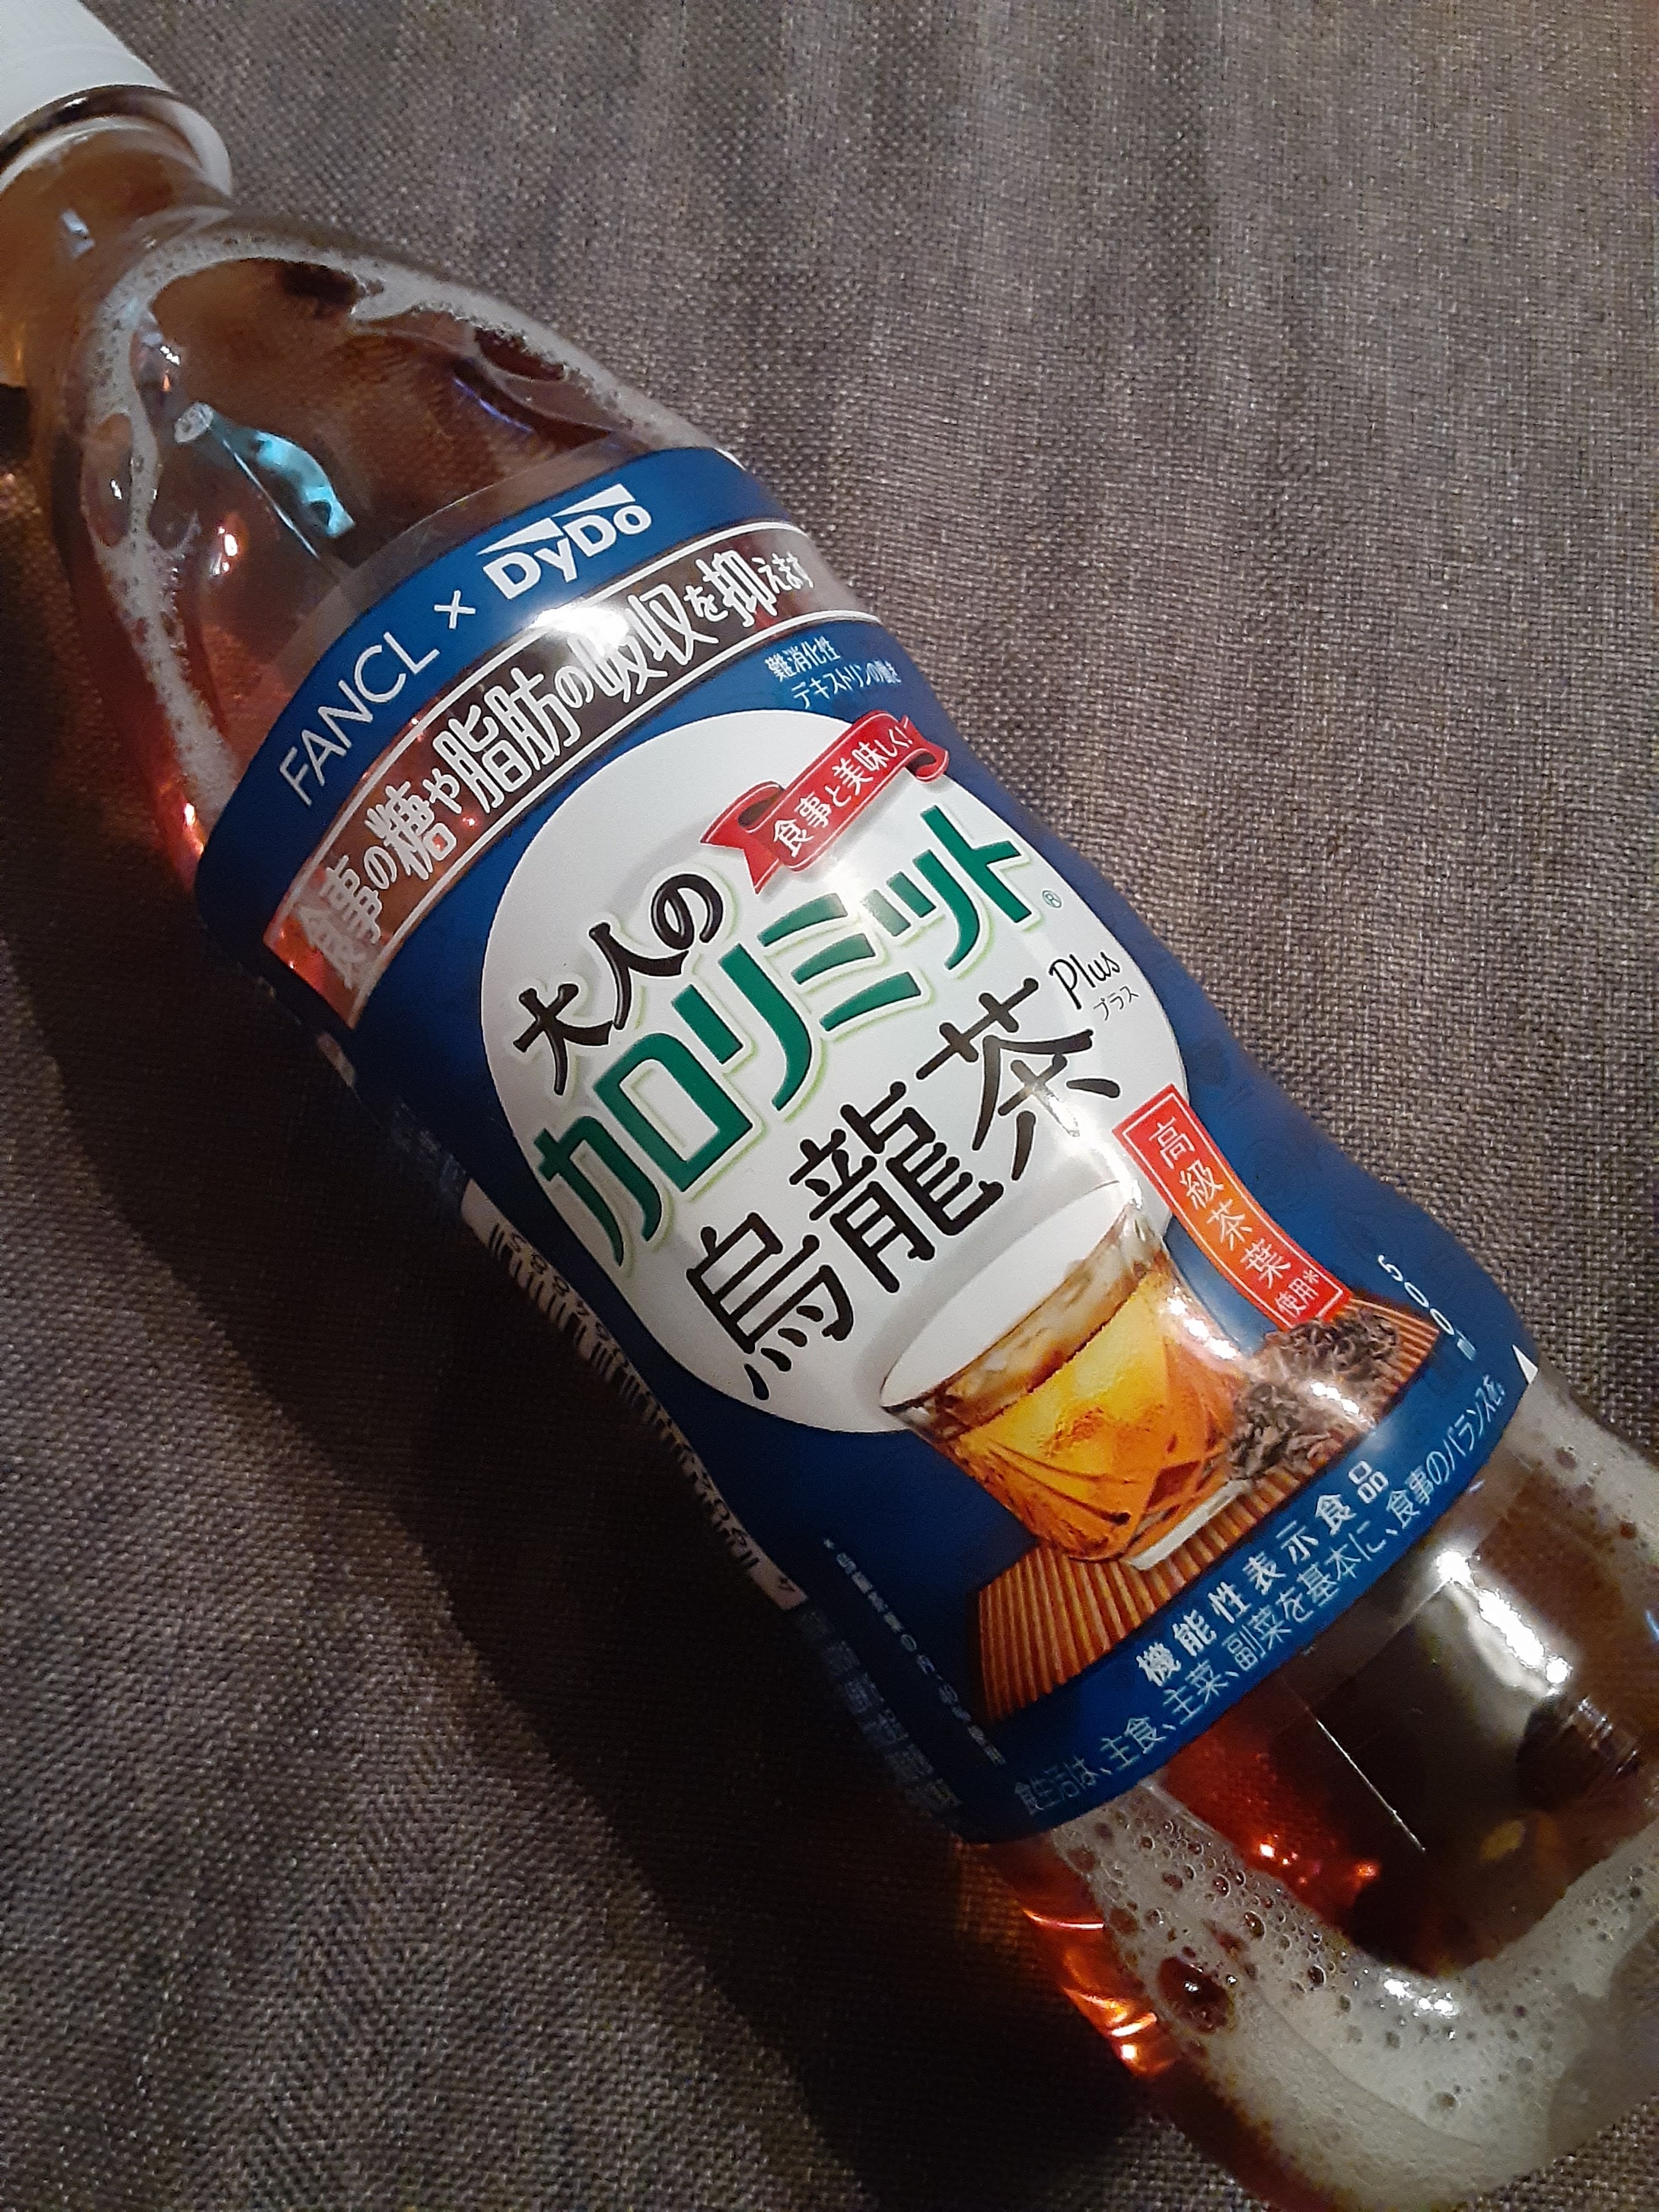 FANCL × DyDo
食事の糖や脂肪の吸収を抑えます
難消化性
デキストリンの働き
食事と美味しく!
大人の
カロリミット®
烏龍茶 Plus
プラス
高級茶葉使用※
500ml
機能性表示食品
食生活は、主食、主菜、副菜を基本に、食事のバランスを。